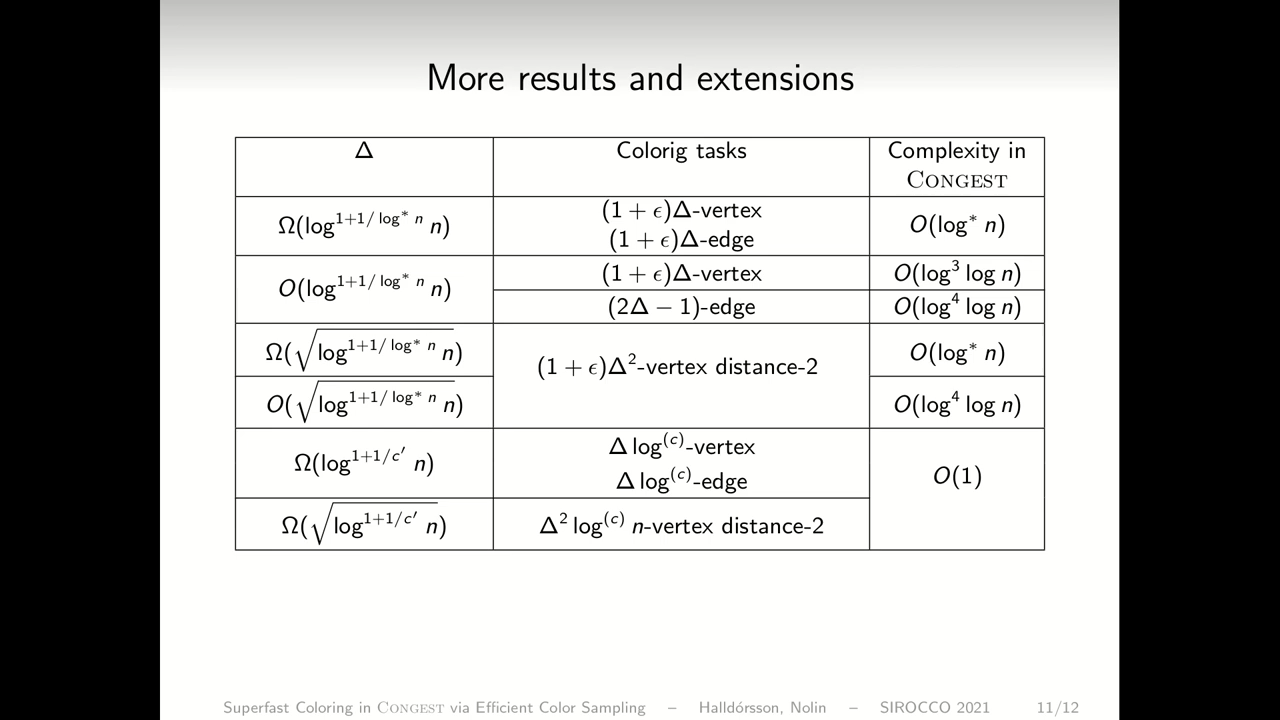 More results and extensions
Δ Colorig tasks Complexity in
CONGEST
Ω(log^{1+1/log* n} n) (1 + ϵ)Δ-vertex O(log* n)
(1 + ϵ)Δ-edge
O(log^{1+1/log* n} n) (1 + ϵ)Δ-vertex O(log³ log n)
(2Δ − 1)-edge O(log⁴ log n)
Ω(√(log^{1+1/log* n} n)) (1 + ϵ)Δ²-vertex distance-2 O(log* n)
O(√(log^{1+1/log* n} n)) O(log⁴ log n)
Ω(log^{1+1/c′} n) Δ log^{(c)}-vertex O(1)
Δ log^{(c)}-edge
Ω(√(log^{1+1/c′} n)) Δ² log^{(c)} n-vertex distance-2
Superfast Coloring in CONGEST via Efficient Color Sampling – Halldórsson, Nolin – SIROCCO 2021 11/12